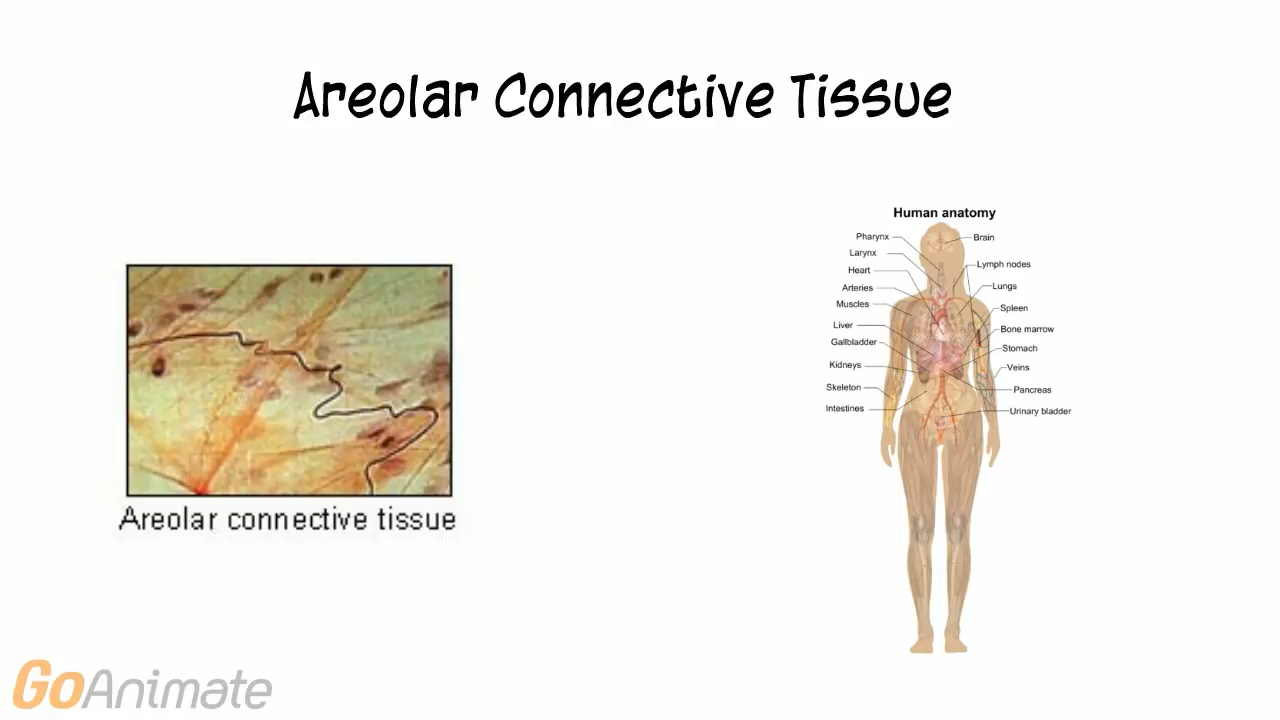 Areolar Connective Tissue
Areolar connective tissue
Human anatomy
Pharynx
Larynx
Heart
Arteries
Muscles
Liver
Gallbladder
Kidneys
Skeleton
Intestines
Brain
Lymph nodes
Lungs
Spleen
Bone marrow
Stomach
Veins
Pancreas
Urinary bladder
GoAnimate